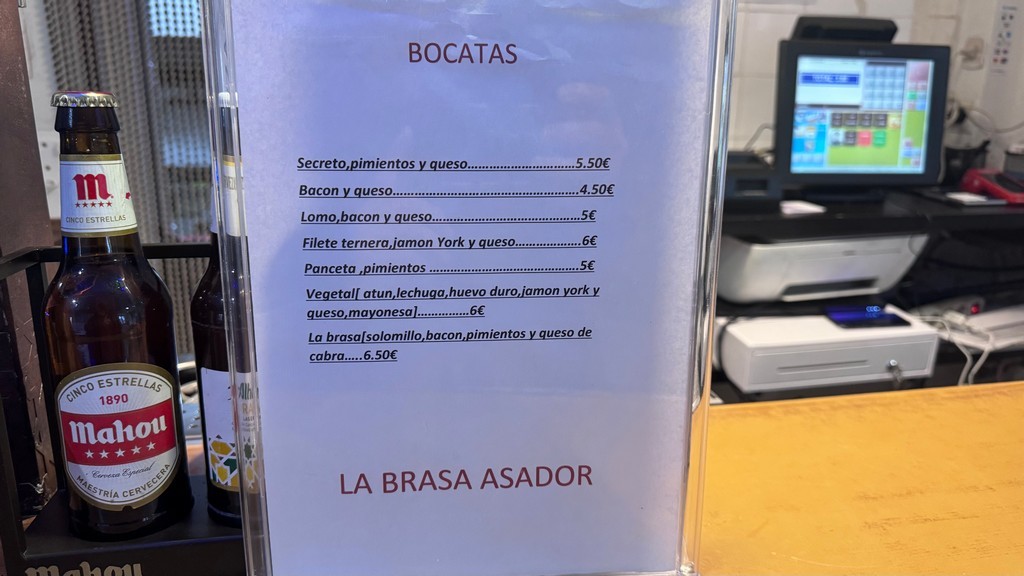 BOCATAS
Secreto,pimientos y queso..............................5.50€
Bacon y queso....................................................4.50€
Lomo,bacon y queso.........................................5€
Filete ternera,jamon York y queso....................6€
Panceta ,pimientos ..........................................5€
Vegetal[ atun,lechuga,huevo duro,jamon york y
queso,mayonesa]...............6€
La brasa[solomillo,bacon,pimientos y queso de
cabra.....6.50€
LA BRASA ASADOR
m
CINCO ESTRELLAS
CINCO ESTRELLAS
1890
Mahou
Cerveza Especial
MAESTRÍA CERVECERA
Mahou